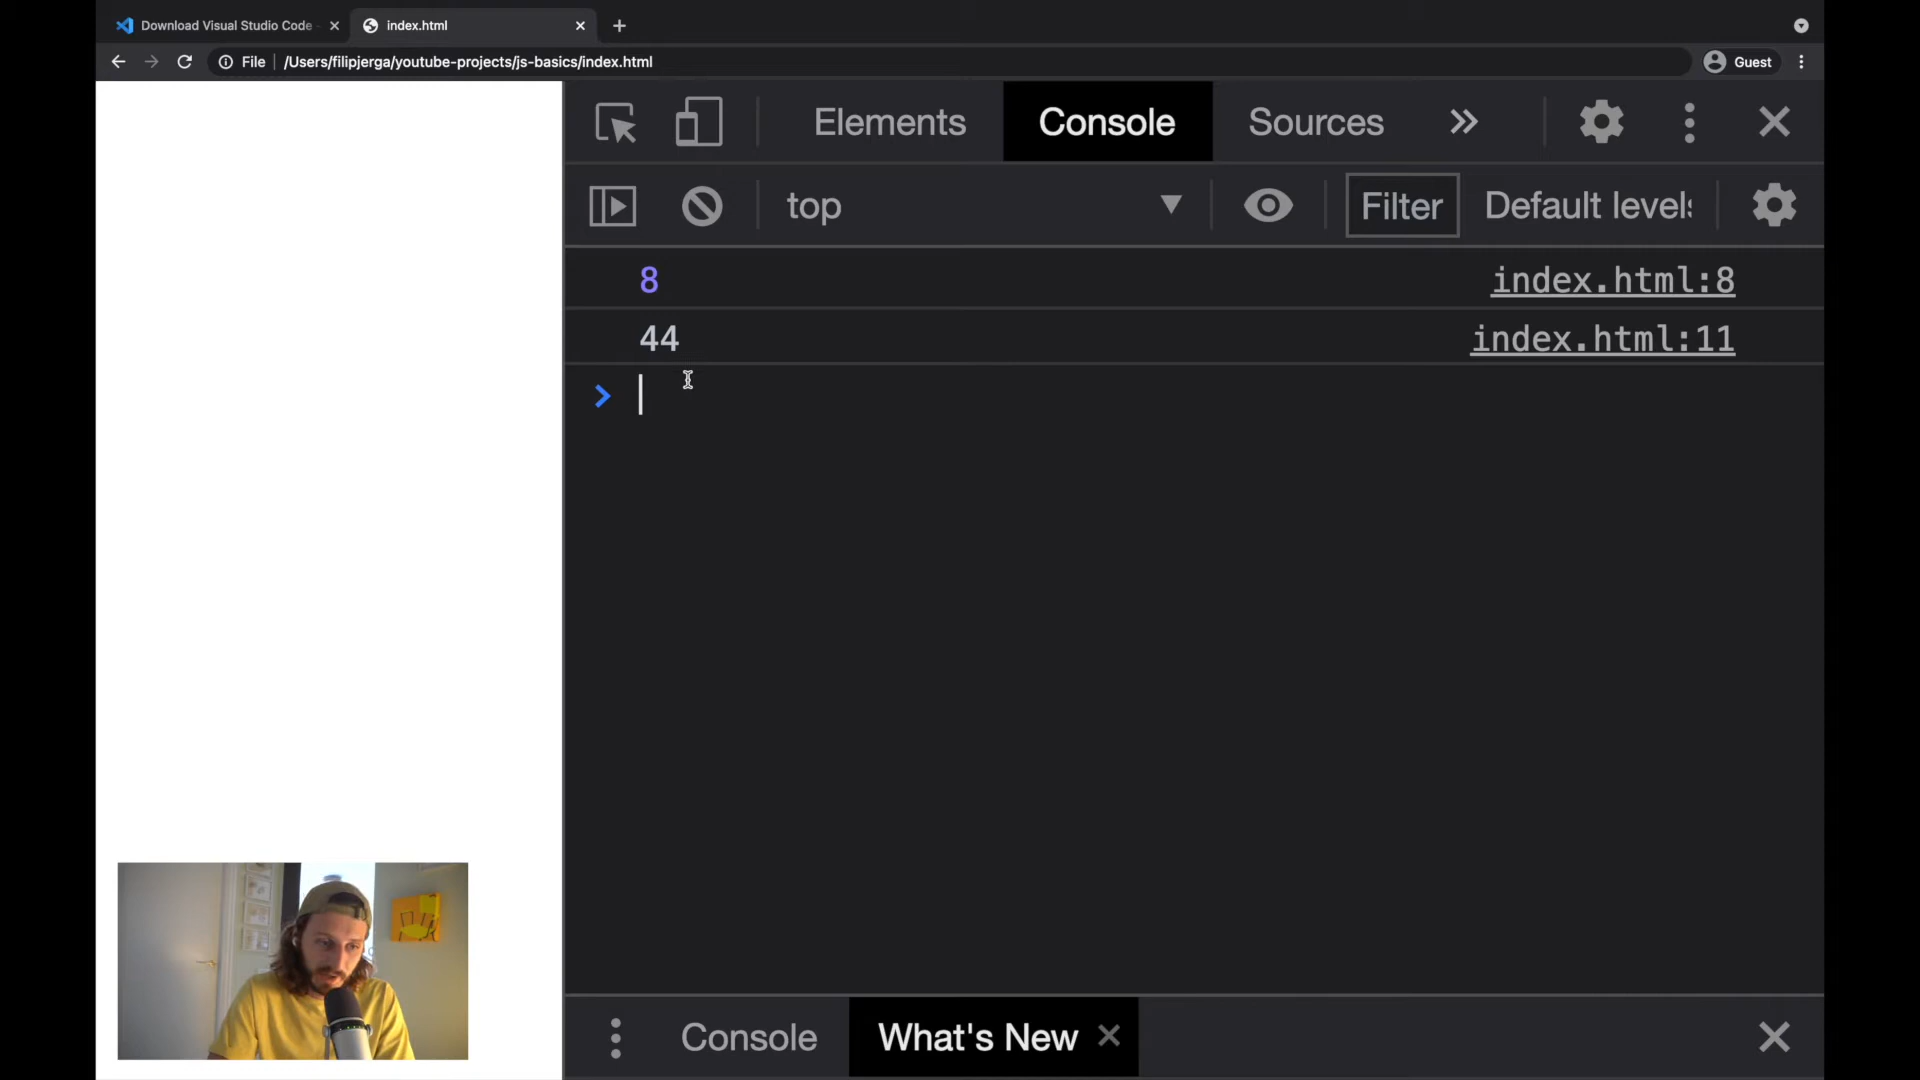 Download Visual Studio Code
index.html
File
/Users/filipjerga/youtube-projects/js-basics/index.html
Guest
Elements
Console
Sources
top
Filter
Default level
8
index.html:8
44
index.html:11
Console
What's New